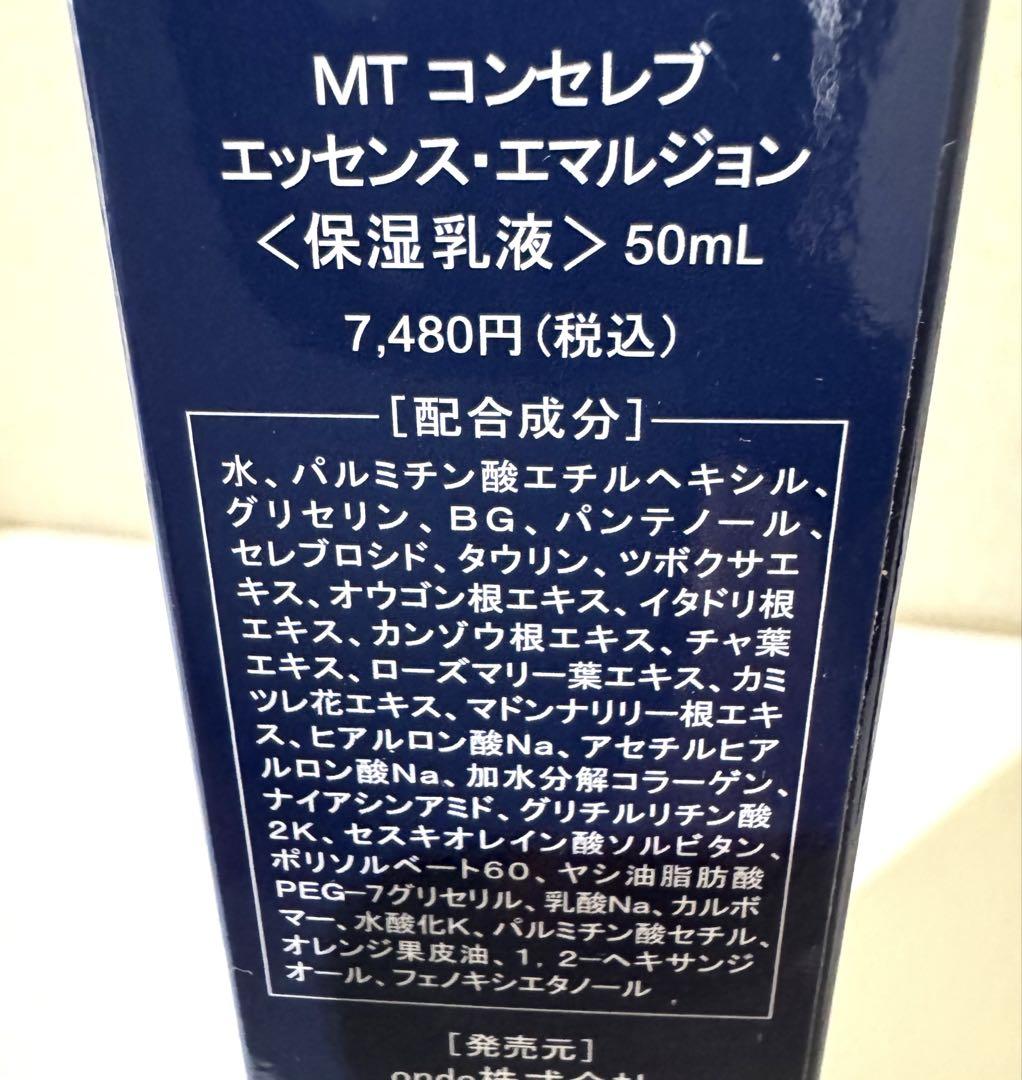 MT コンセレブ
エッセンス・エマルジョン
＜保湿乳液＞ 50mL
7,480円（税込）
［配合成分］
水、パルミチン酸エチルヘキシル、
グリセリン、BG、パンテノール、
セレブロシド、タウリン、ツボクサエ
キス、オウゴン根エキス、イタドリ根
エキス、カンゾウ根エキス、チャ葉
エキス、ローズマリー葉エキス、カミ
ツレ花エキス、マドンナリリー根エキ
ス、ヒアルロン酸Na、アセチルヒア
ルロン酸Na、加水分解コラーゲン、
ナイアシンアミド、グリチルリチン酸
2K、セスキオレイン酸ソルビタン、
ポリソルベート60、ヤシ油脂肪酸
PEG-7グリセリル、乳酸Na、カルボ
マー、水酸化K、パルミチン酸セチル、
オレンジ果皮油、1, 2-ヘキサンジ
オール、フェノキシエタノール
［発売元］